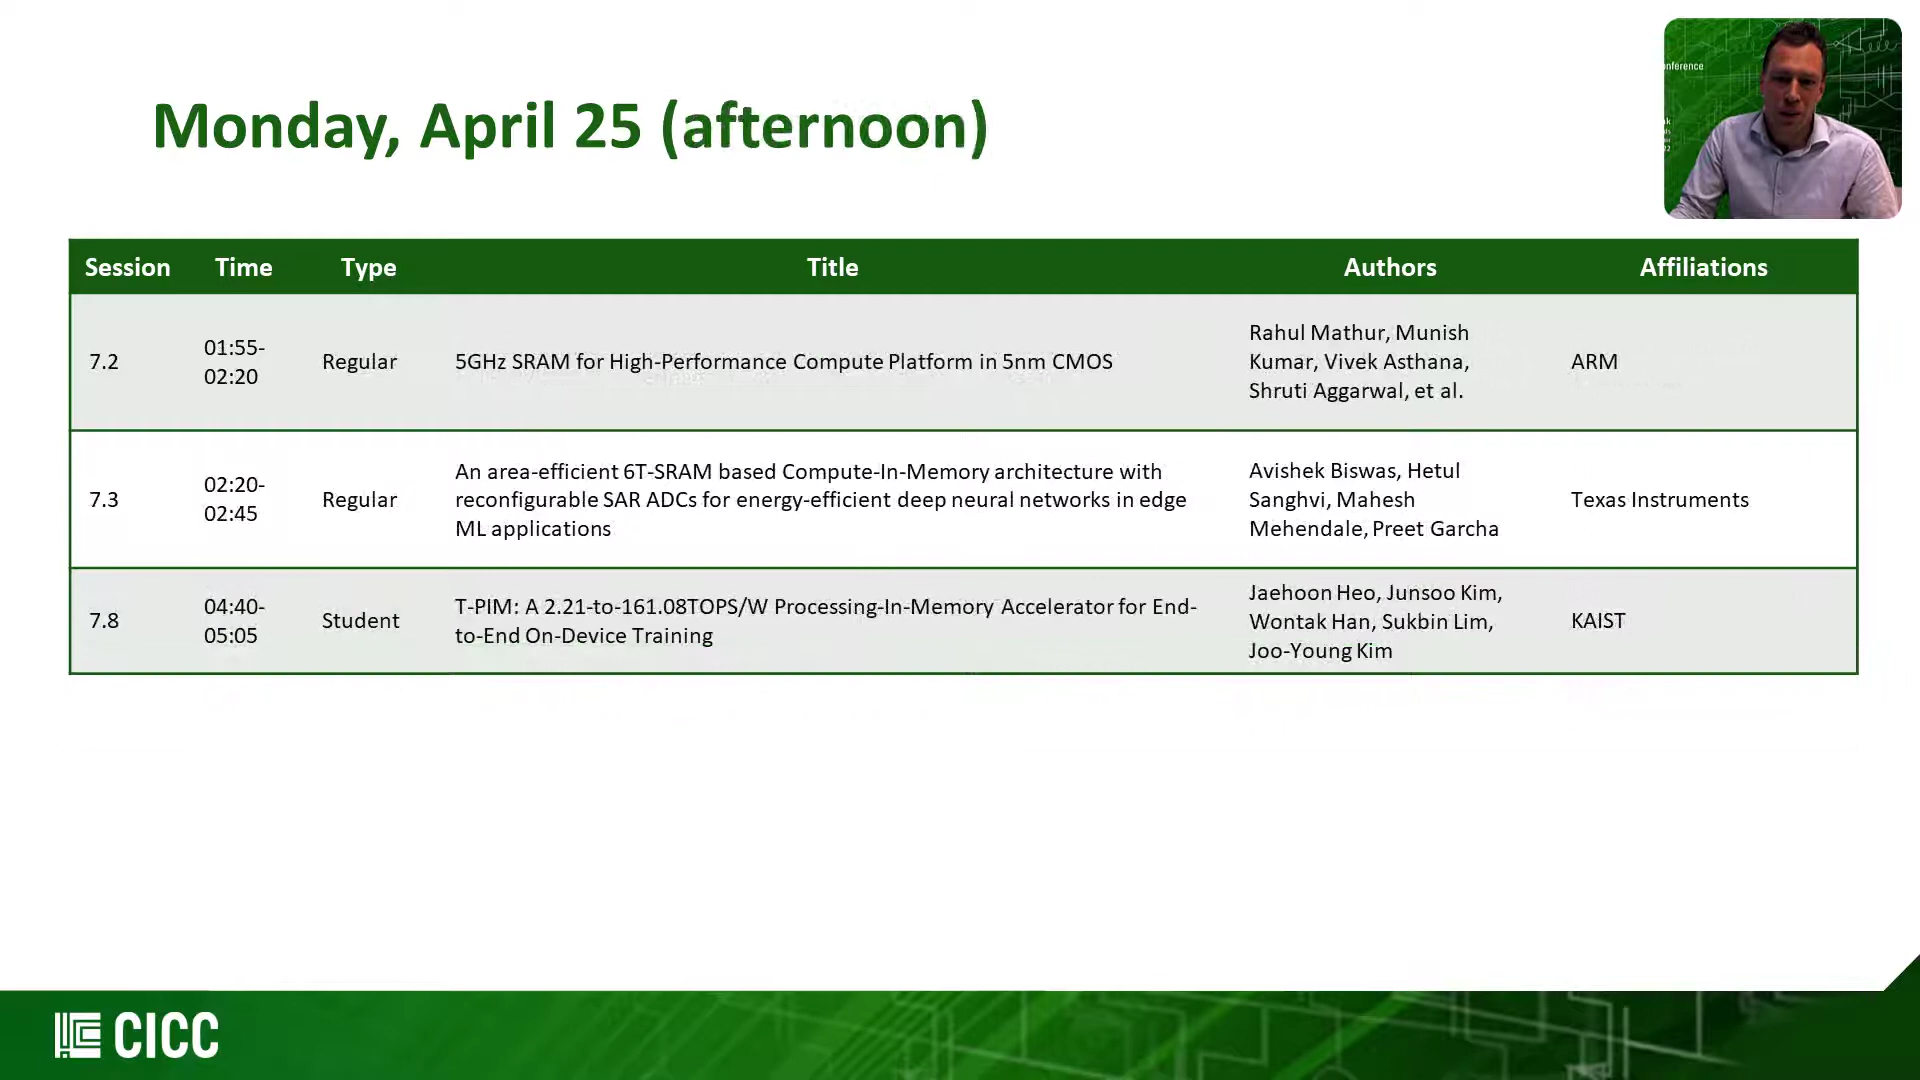 Monday, April 25 (afternoon)
onference
Session Time Type Title Authors Affiliations
7.2
01:55-
02:20
Regular
5GHz SRAM for High-Performance Compute Platform in 5nm CMOS
Rahul Mathur, Munish
Kumar, Vivek Asthana,
Shruti Aggarwal, et al.
ARM
7.3
02:20-
02:45
Regular
An area-efficient 6T-SRAM based Compute-In-Memory architecture with
reconfigurable SAR ADCs for energy-efficient deep neural networks in edge
ML applications
Avishek Biswas, Hetul
Sanghvi, Mahesh
Mehendale, Preet Garcha
Texas Instruments
7.8
04:40-
05:05
Student
T-PIM: A 2.21-to-161.08TOPS/W Processing-In-Memory Accelerator for End-
to-End On-Device Training
Jaehoon Heo, Junsoo Kim,
Wontak Han, Sukbin Lim,
Joo-Young Kim
KAIST
CICC